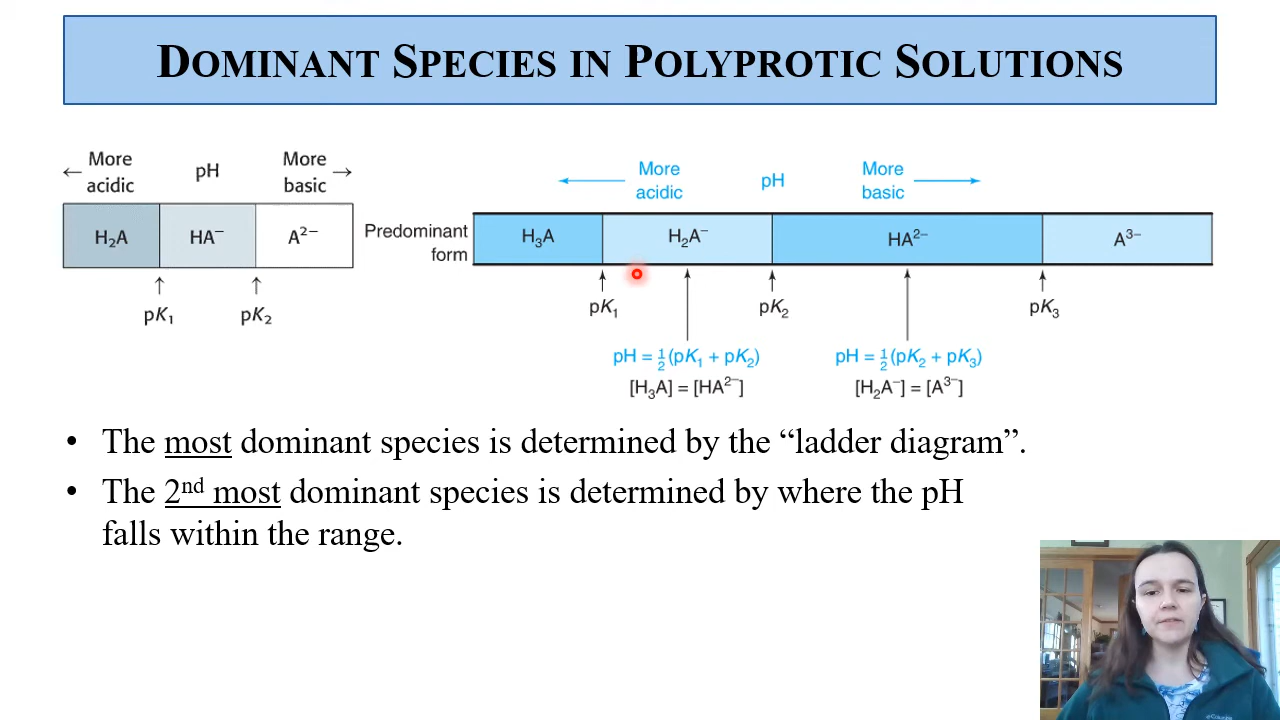 DOMINANT SPECIES IN POLYPROTIC SOLUTIONS
← More acidic pH More basic →
H₂A HA⁻ A²⁻
pK₁ pK₂
More acidic pH More basic
Predominant form H₃A H₂A⁻ HA²⁻ A³⁻
pK₁ pK₂ pK₃
pH = ½(pK₁ + pK₂) pH = ½(pK₂ + pK₃)
[H₃A] = [HA²⁻] [H₂A⁻] = [A³⁻]
• The most dominant species is determined by the “ladder diagram”.
• The 2ⁿᵈ most dominant species is determined by where the pH
falls within the range.
Columbia